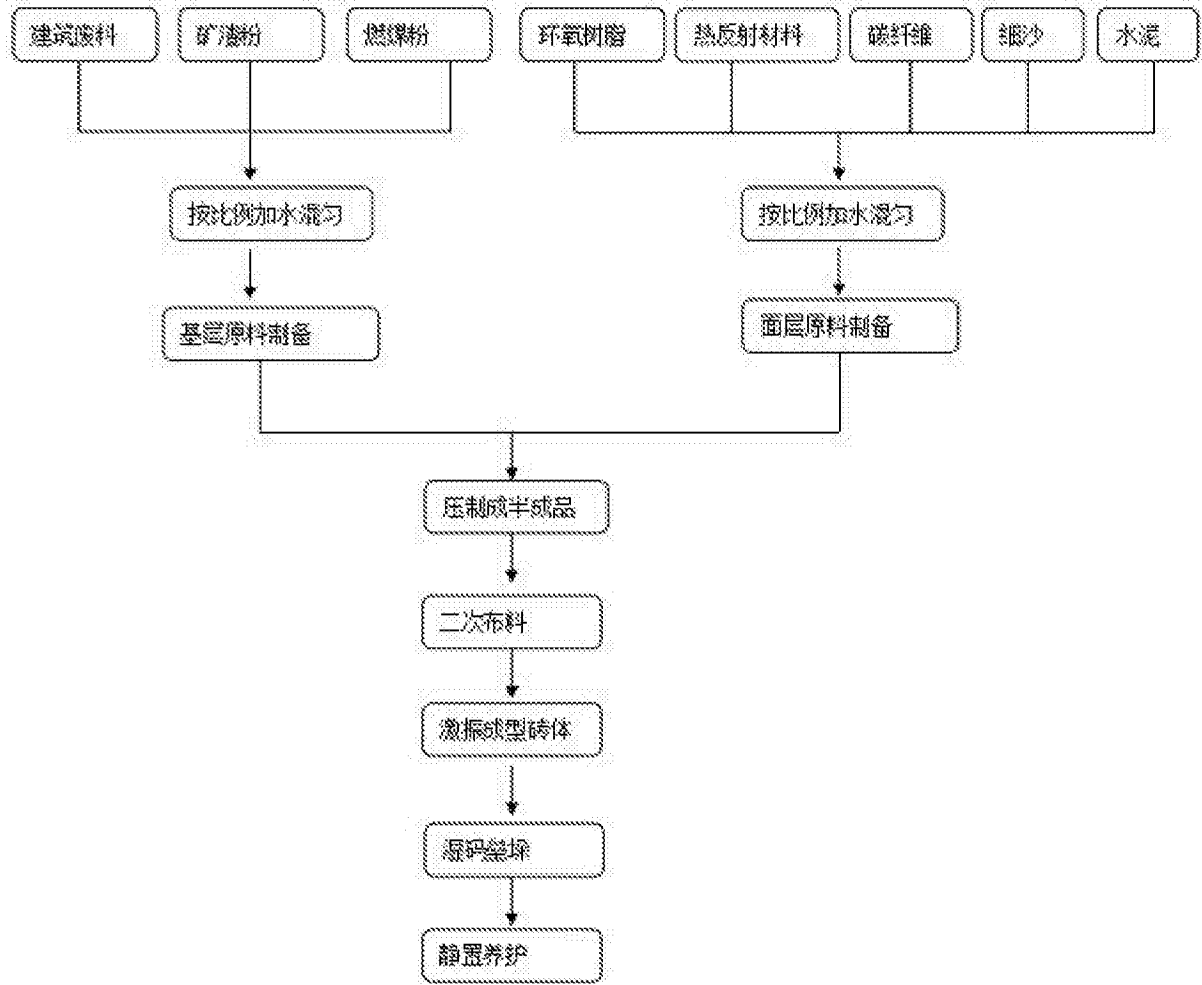 建筑废料
矿渣粉
燃煤粉
环氧树脂
热反射材料
碳纤维
细沙
水泥
按比例加水混匀
按比例加水混匀
基层原料制备
面层原料制备
压制成半成品
二次布料
激振成型砖体
湿码垒垛
静置养护